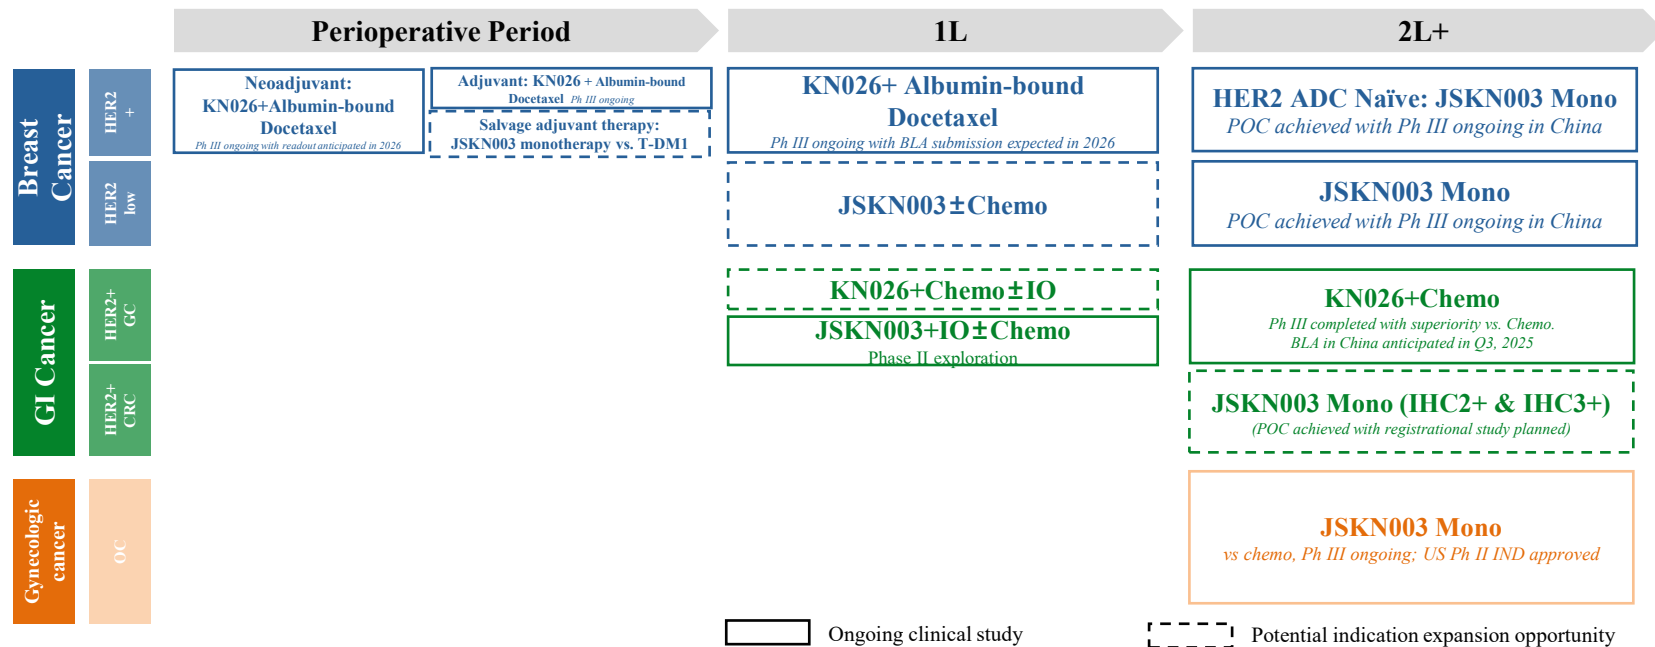 Perioperative Period
1L
2L+
Breast
Cancer
HER2
+
HER2
low
Neoadjuvant:
KN026+Albumin-bound
Docetaxel
Ph III ongoing with readout anticipated in 2026
Adjuvant: KN026 + Albumin-bound
Docetaxel Ph III ongoing
Salvage adjuvant therapy:
JSKN003 monotherapy vs. T-DM1
KN026+ Albumin-bound
Docetaxel
Ph III ongoing with BLA submission expected in 2026
JSKN003±Chemo
HER2 ADC Naïve: JSKN003 Mono
POC achieved with Ph III ongoing in China
JSKN003 Mono
POC achieved with Ph III ongoing in China
GI Cancer
HER2+
GC
HER2+
CRC
KN026+Chemo±IO
JSKN003+IO±Chemo
Phase II exploration
KN026+Chemo
Ph III completed with superiority vs. Chemo.
BLA in China anticipated in Q3, 2025
JSKN003 Mono (IHC2+ & IHC3+)
(POC achieved with registrational study planned)
Gynecologic
cancer
OC
JSKN003 Mono
vs chemo, Ph III ongoing; US Ph II IND approved
Ongoing clinical study
Potential indication expansion opportunity